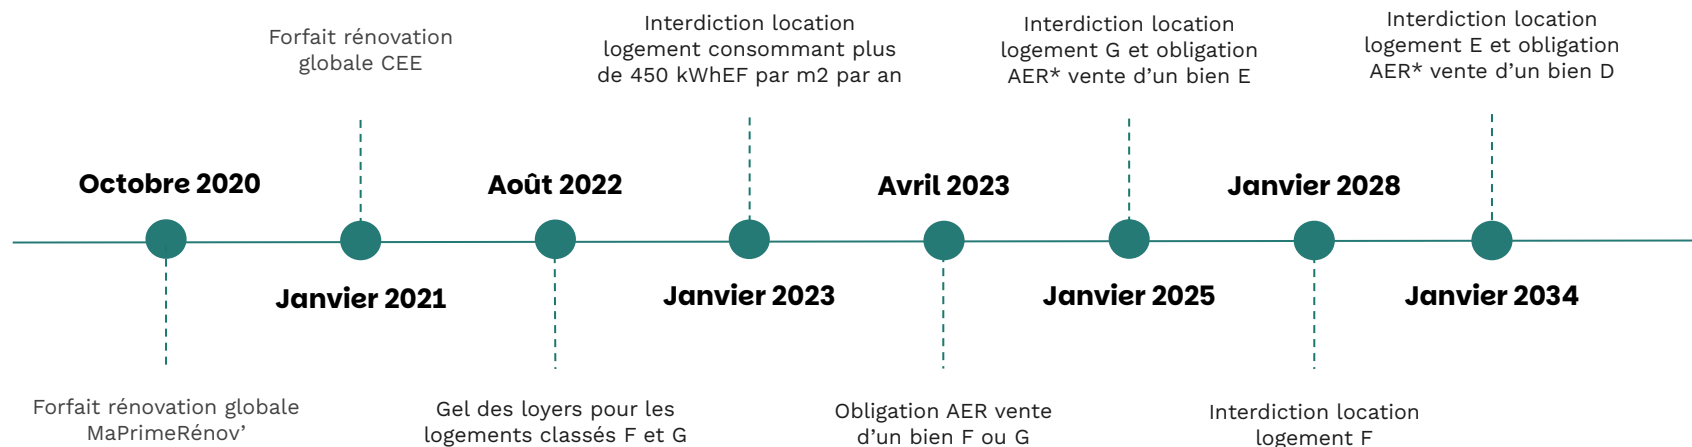 Forfait rénovation
globale CEE
Interdiction location
logement consommant plus
de 450 kWhEF par m2 par an
Interdiction location
logement G et obligation
AER* vente d’un bien E
Interdiction location
logement E et obligation
AER* vente d’un bien D
Octobre 2020
Août 2022
Avril 2023
Janvier 2028
Janvier 2021
Janvier 2023
Janvier 2025
Janvier 2034
Forfait rénovation globale
MaPrimeRénov’
Gel des loyers pour les
logements classés F et G
Obligation AER vente
d’un bien F ou G
Interdiction location
logement F